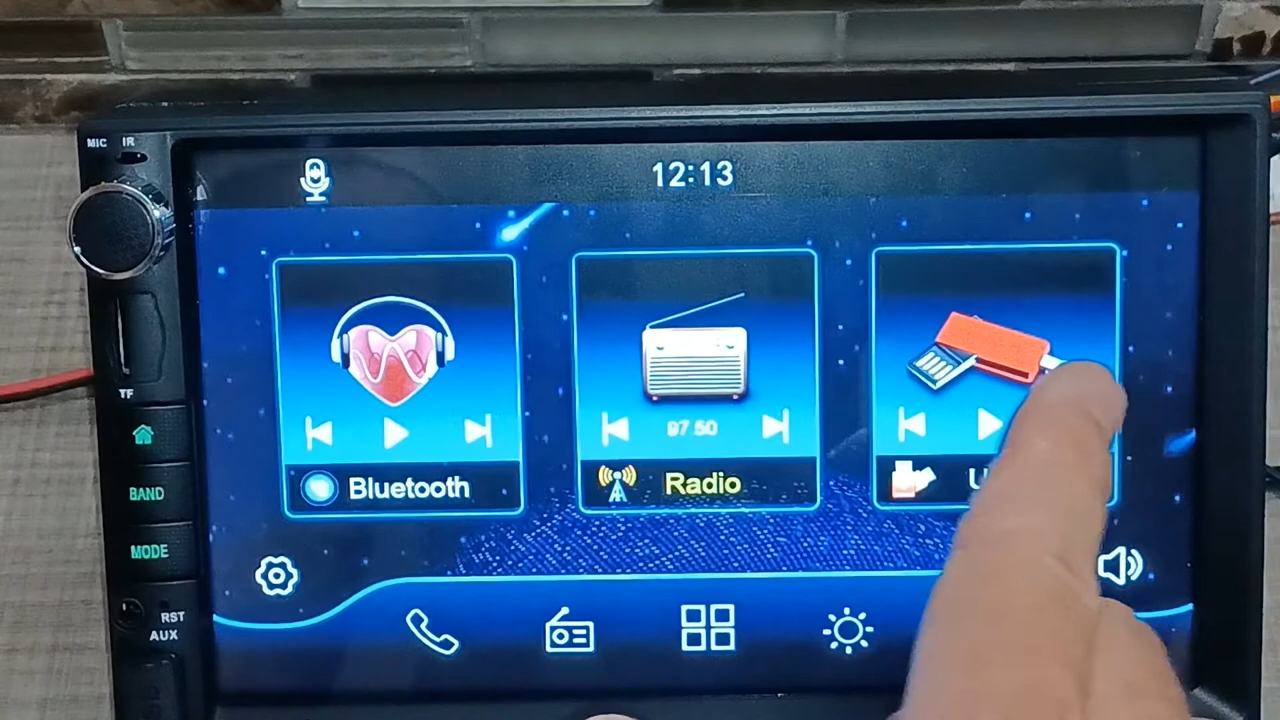 MIC IR
12:13
TF
97.50
BAND
Bluetooth
Radio
MODE
RST
AUX